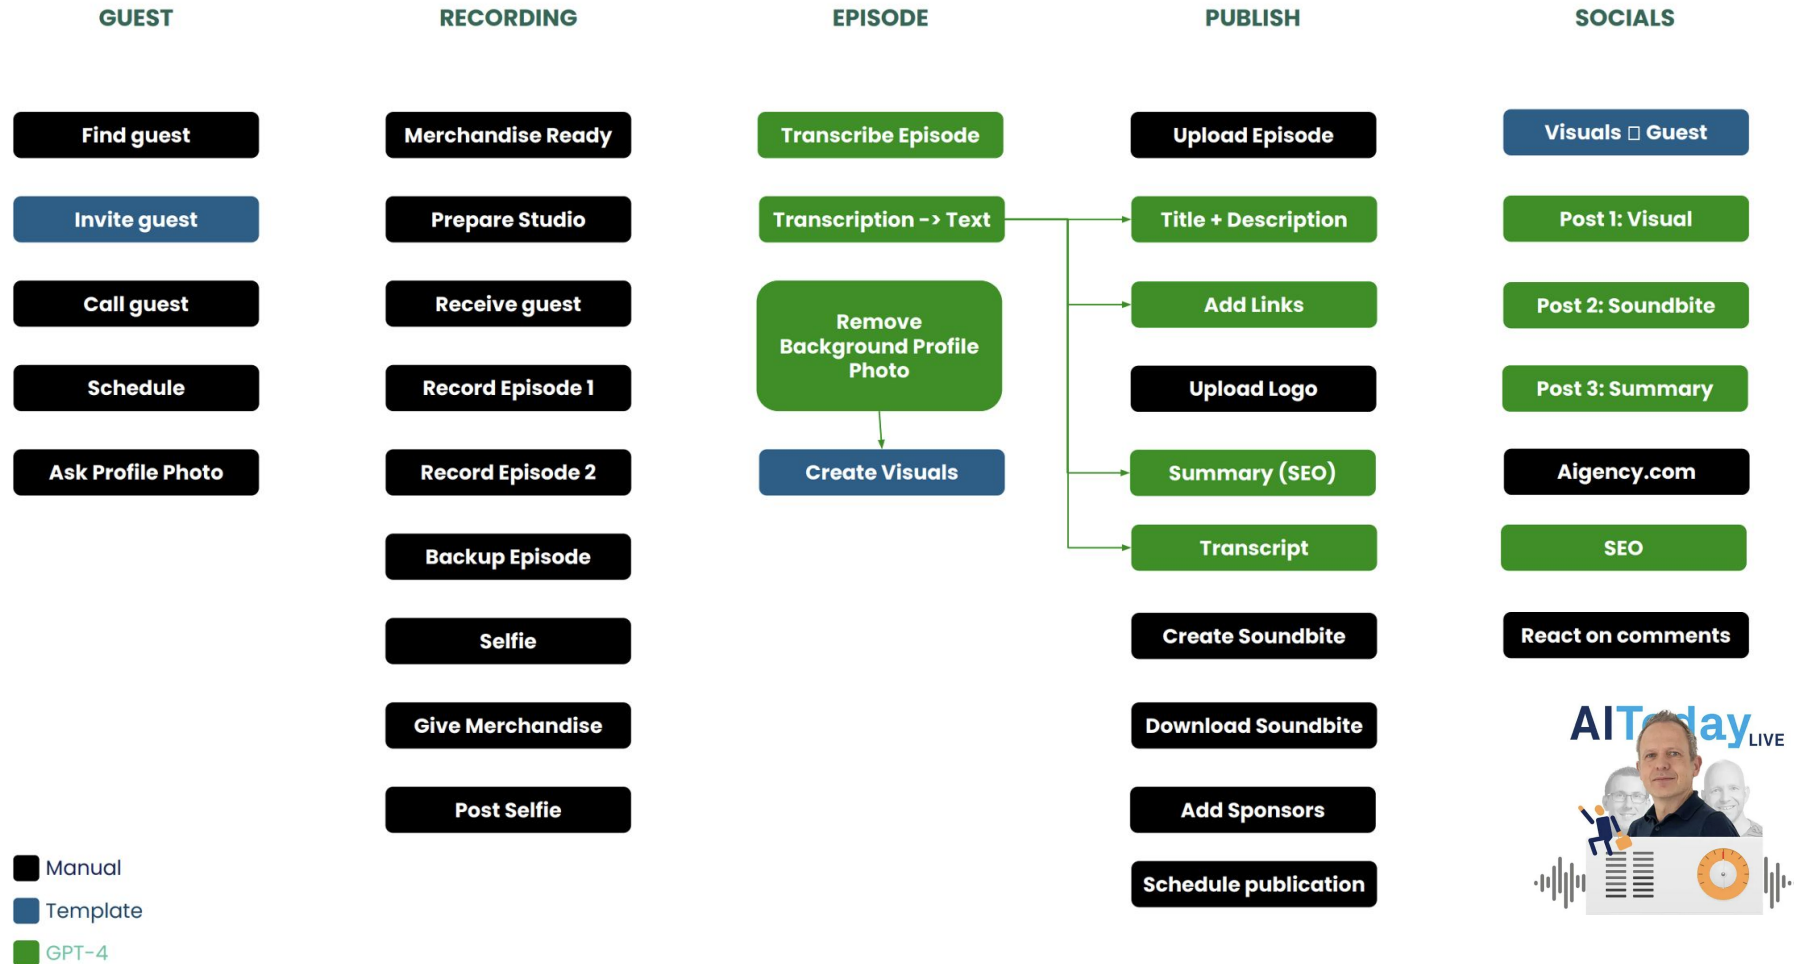 GUEST
RECORDING
EPISODE
PUBLISH
SOCIALS
Find guest
Invite guest
Call guest
Schedule
Ask Profile Photo
Merchandise Ready
Prepare Studio
Receive guest
Record Episode 1
Record Episode 2
Backup Episode
Selfie
Give Merchandise
Post Selfie
Transcribe Episode
Transcription -> Text
Remove
Background Profile
Photo
Create Visuals
Upload Episode
Title + Description
Add Links
Upload Logo
Summary (SEO)
Transcript
Create Soundbite
Download Soundbite
Add Sponsors
Schedule publication
Visuals □ Guest
Post 1: Visual
Post 2: Soundbite
Post 3: Summary
Aigency.com
SEO
React on comments
Manual
Template
GPT-4
AIToday
LIVE